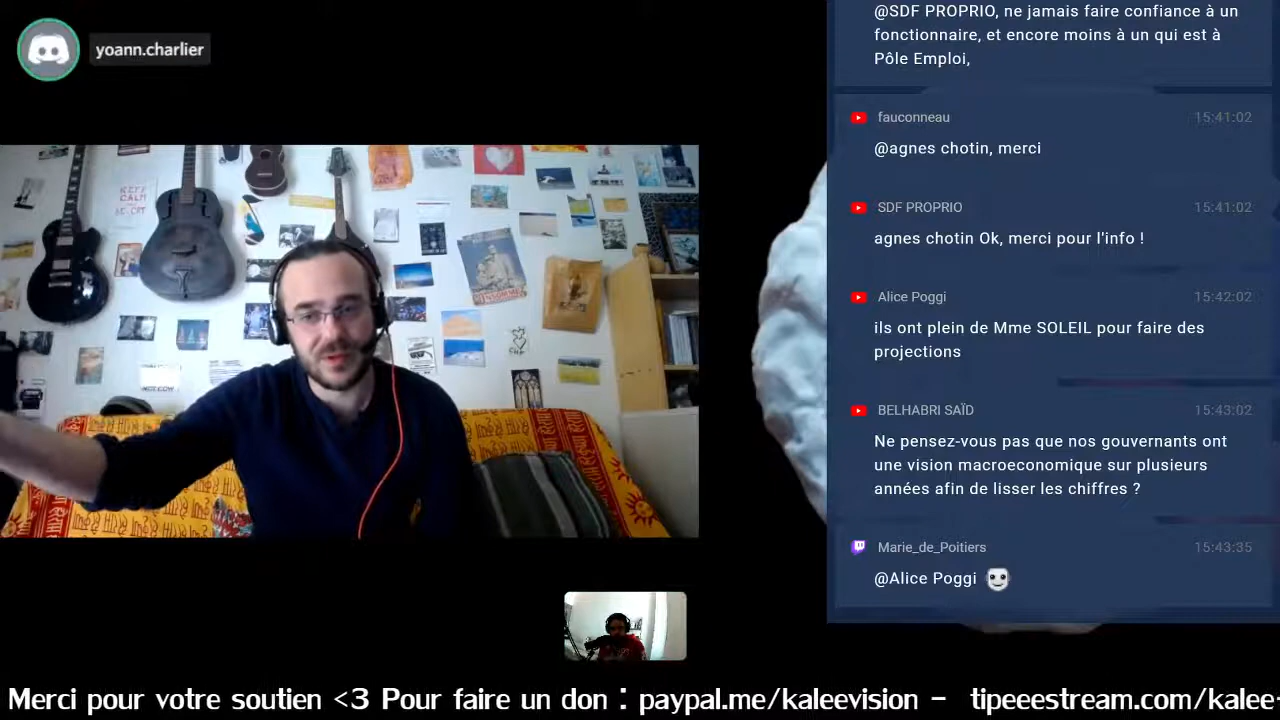 yoann.charlier
@SDF PROPRIO, ne jamais faire confiance à un
fonctionnaire, et encore moins à un qui est à
Pôle Emploi,
fauconneau 15:41:02
@agnes chotin, merci
SDF PROPRIO 15:41:02
agnes chotin Ok, merci pour l'info !
Alice Poggi 15:42:02
ils ont plein de Mme SOLEIL pour faire des
projections
BELHABRI SAÏD 15:43:02
Ne pensez-vous pas que nos gouvernants ont
une vision macroeconomique sur plusieurs
années afin de lisser les chiffres ?
Marie_de_Poitiers 15:43:35
@Alice Poggi
KEEP
CALM
Merci pour votre soutien <3 Pour faire un don : paypal.me/kaleevision - tipeeestream.com/kalee